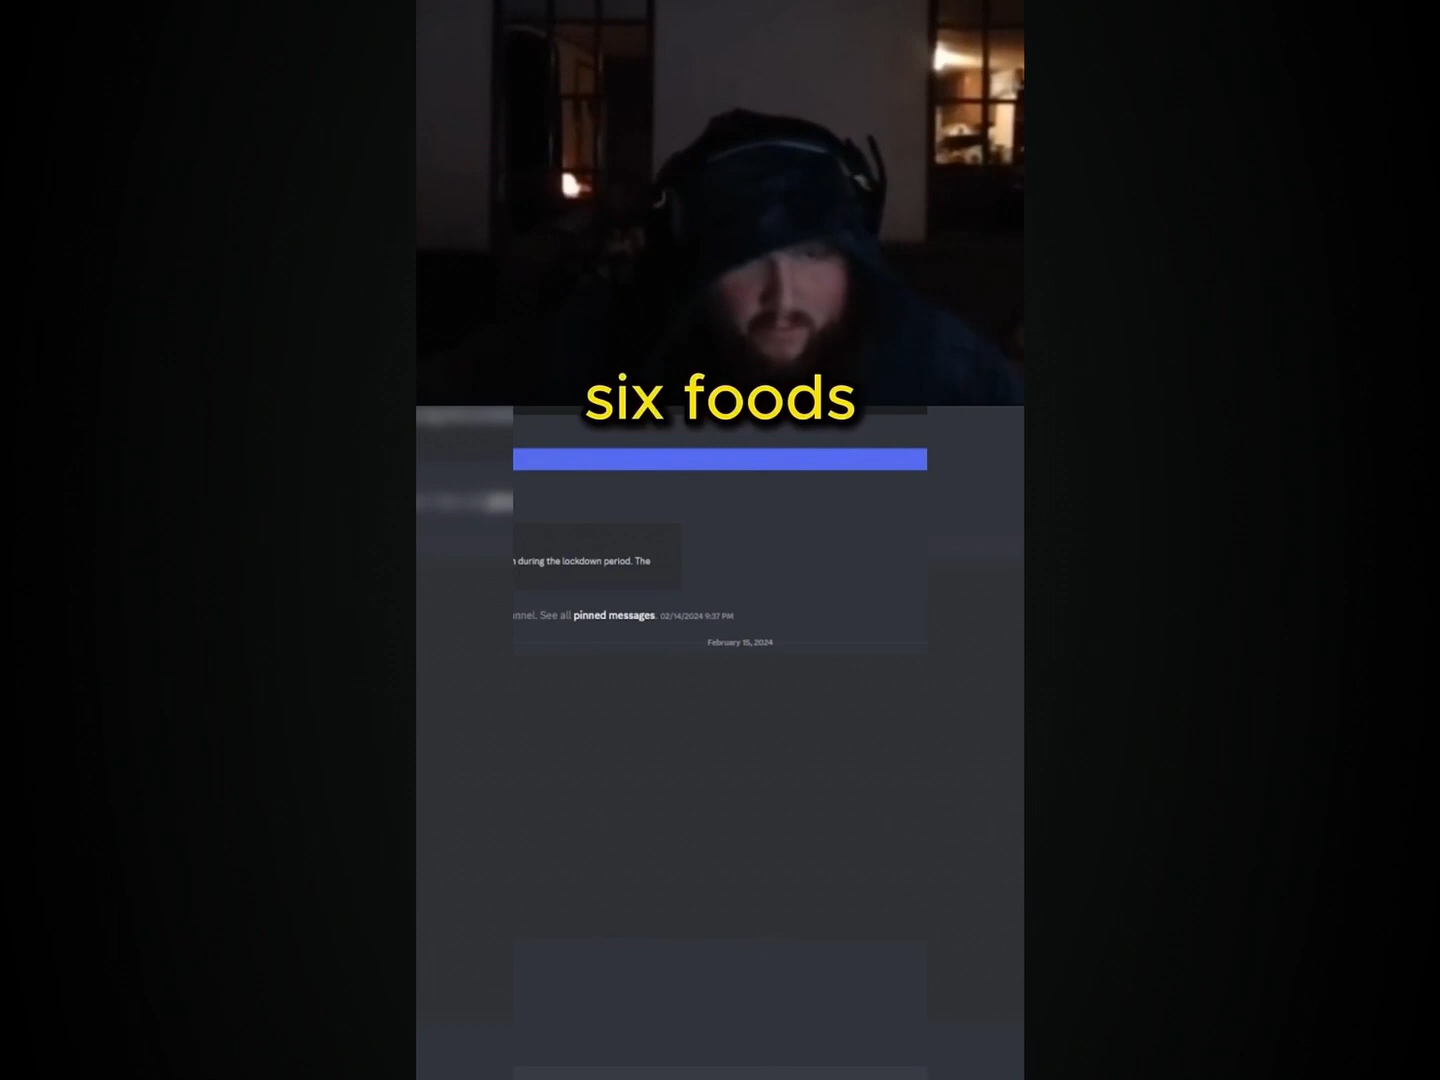 six foods
during the lockdown period. The
See all pinned messages. 02/14/2024 9:37 PM
February 15, 2024